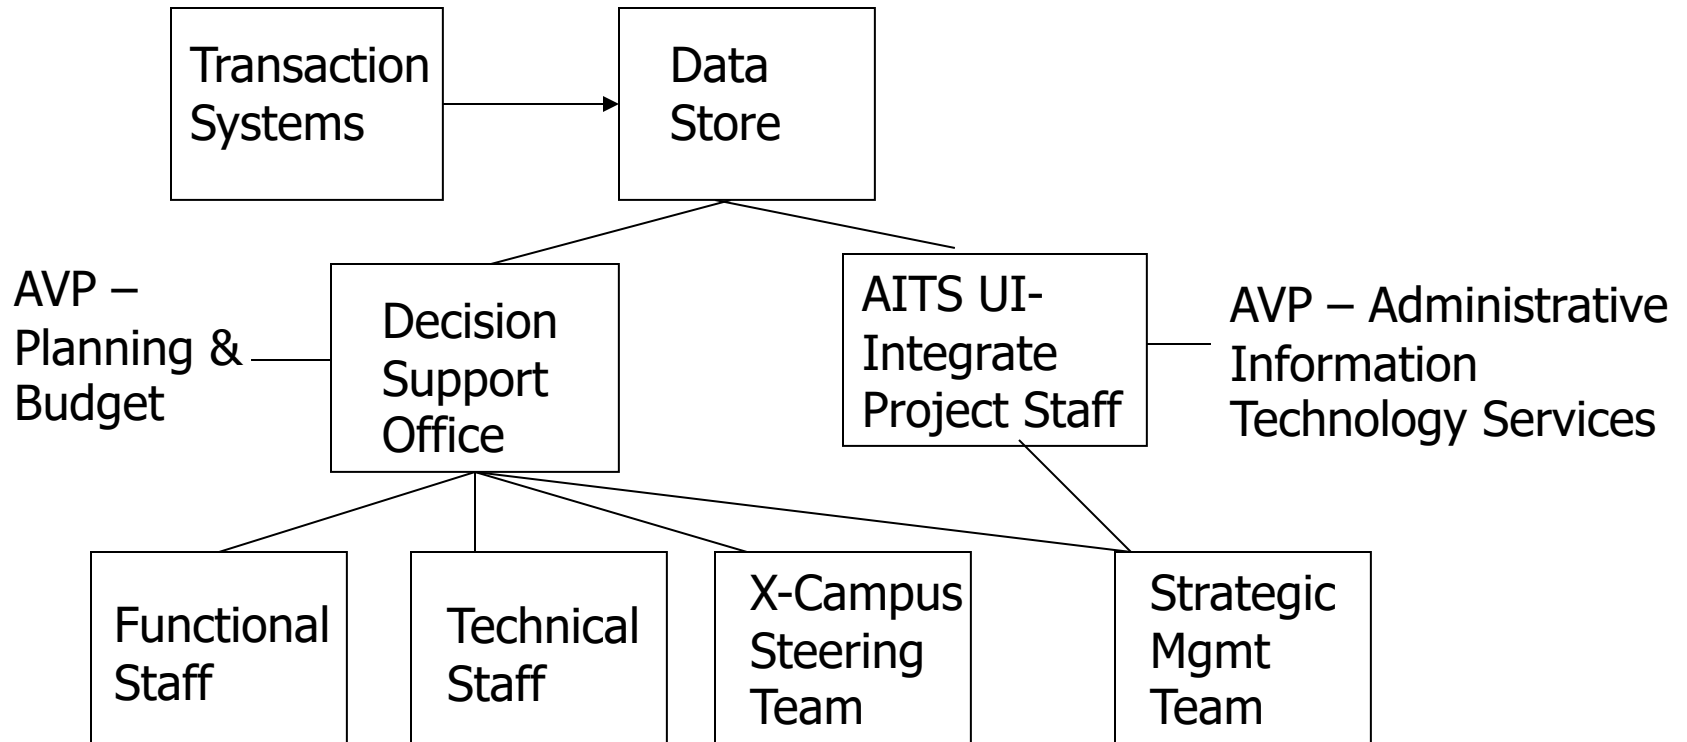 Transaction
Systems
Data
Store
AVP –
Planning &
Budget
Decision
Support
Office
AITS UI-
Integrate
Project Staff
AVP – Administrative
Information
Technology Services
Functional
Staff
Technical
Staff
X-Campus
Steering
Team
Strategic
Mgmt
Team